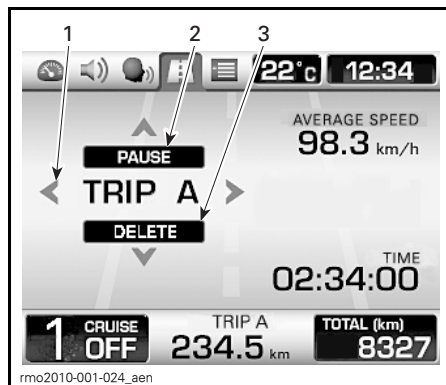 1 2 3
22°c 12:34
AVERAGE SPEED
98.3 km/h
PAUSE
TRIP A
DELETE
TIME
02:34:00
1 CRUISE OFF
TRIP A
234.5 km
TOTAL (km)
8327
rmo2010-001-024_aen